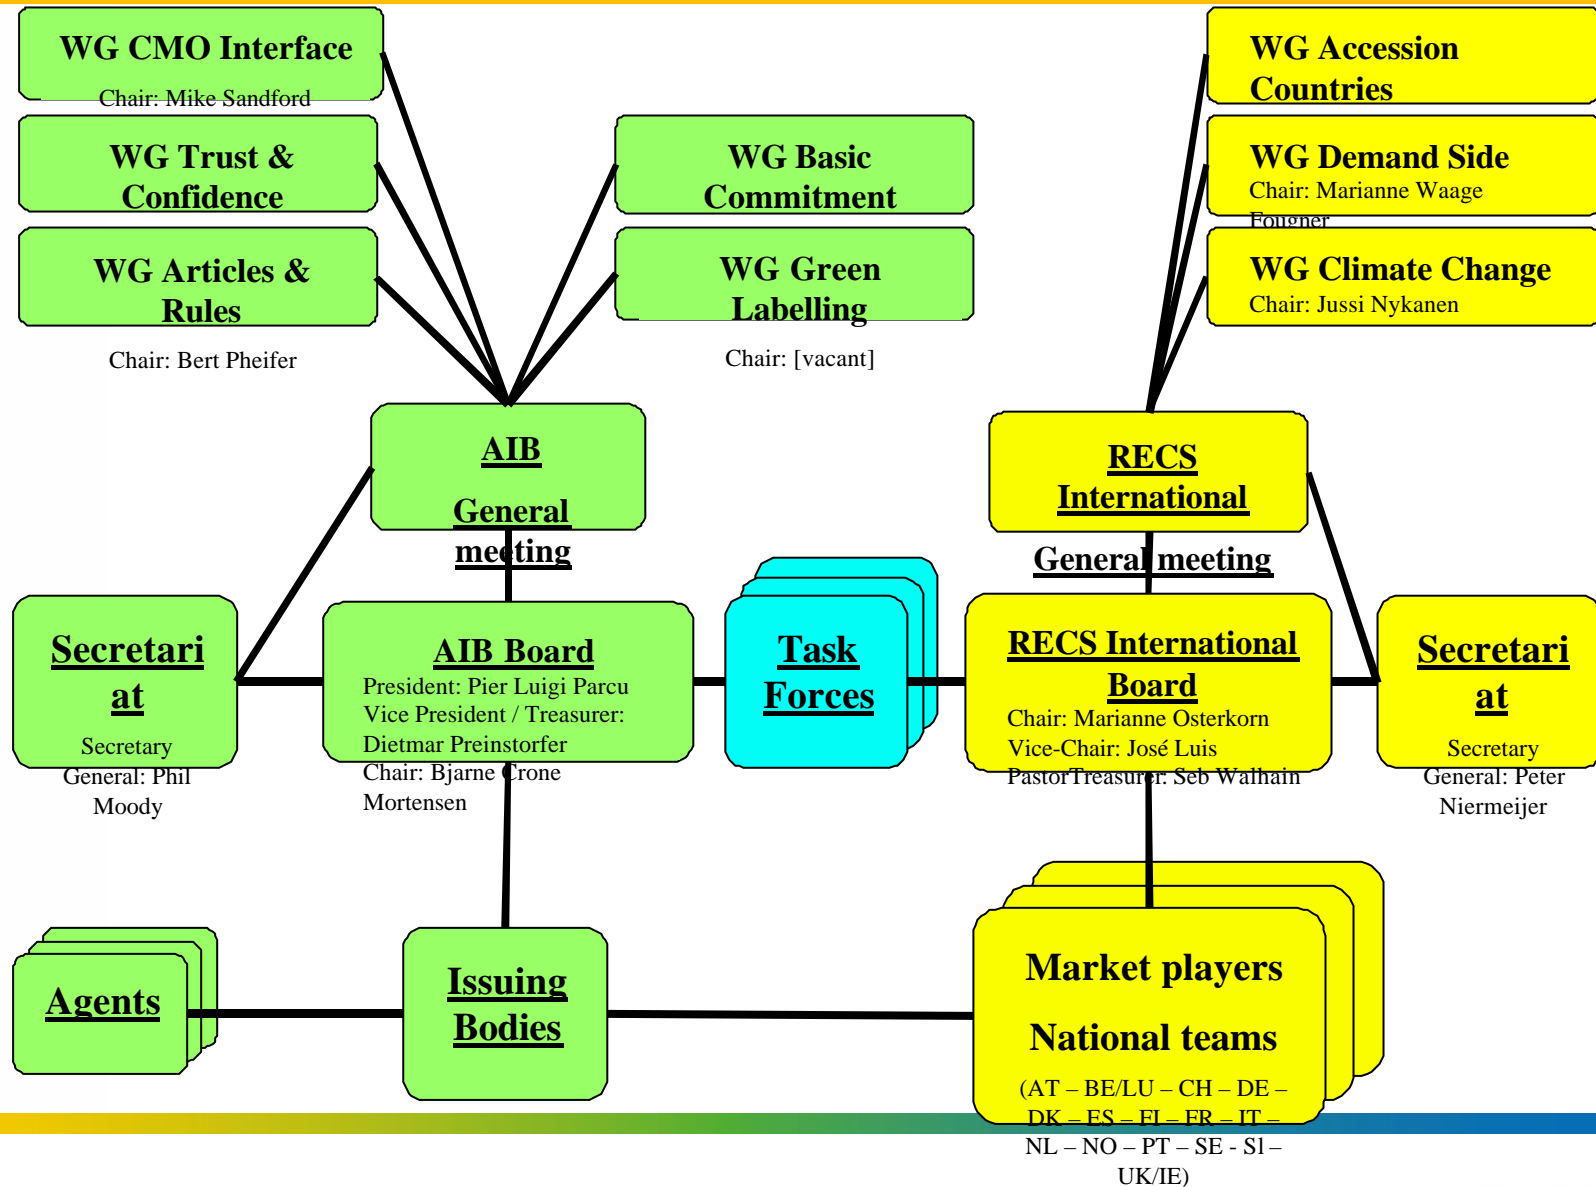 WG CMO Interface
Chair: Mike Sandford
WG Trust &
Confidence
WG Articles &
Rules
Chair: Bert Pheifer
WG Basic
Commitment
WG Green
Labelling
Chair: [vacant]
WG Accession
Countries
WG Demand Side
Chair: Marianne Waage
Fougner
WG Climate Change
Chair: Jussi Nykanen
AIB
General
meeting
RECS
International
General meeting
Secretari
at
Secretary
General: Phil
Moody
AIB Board
President: Pier Luigi Parcu
Vice President / Treasurer:
Dietmar Preinstorfer
Chair: Bjarne Crone
Mortensen
Task
Forces
RECS International
Board
Chair: Marianne Osterkorn
Vice-Chair: José Luis
PastorTreasurer: Seb Walhain
Secretari
at
Secretary
General: Peter
Niermeijer
Agents
Issuing
Bodies
Market players
National teams
(AT – BE/LU – CH – DE –
DK – ES – FI – FR – IT –
NL – NO – PT – SE - Sl –
UK/IE)